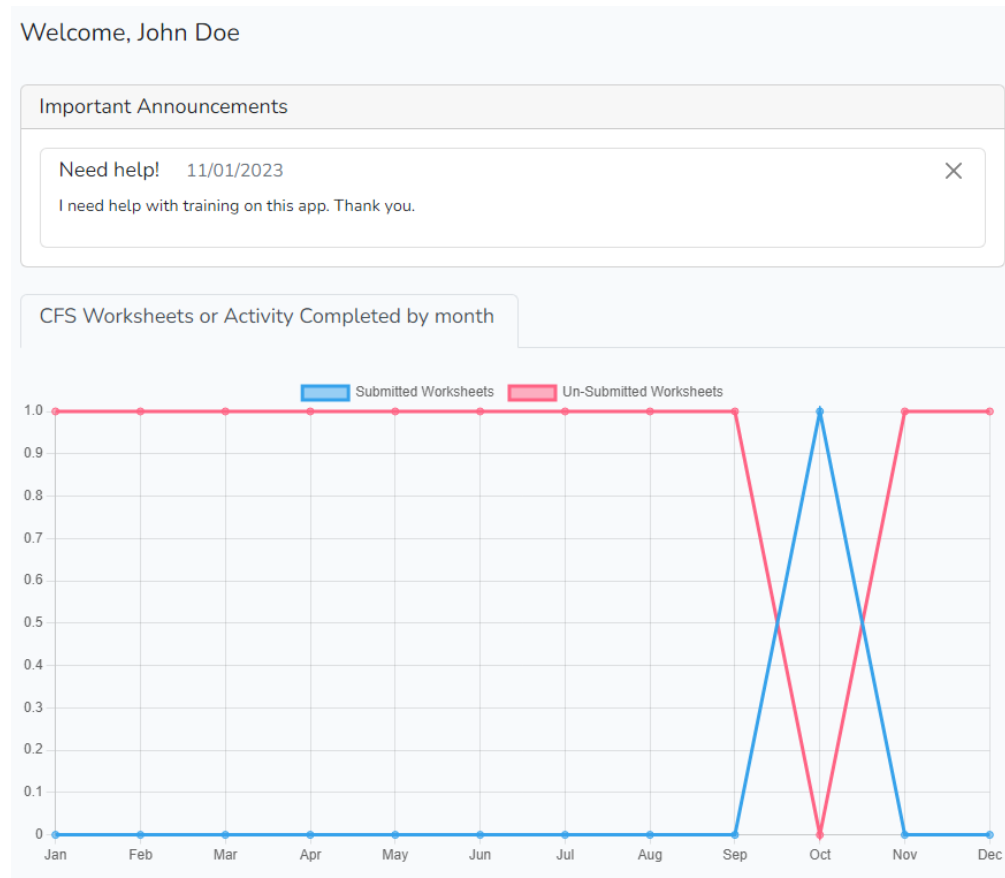 Welcome, John Doe
Important Announcements
Need help! 11/01/2023
I need help with training on this app. Thank you.
CFS Worksheets or Activity Completed by month
Submitted Worksheets Un-Submitted Worksheets
1.0
0.9
0.8
0.7
0.6
0.5
0.4
0.3
0.2
0.1
0
Jan Feb Mar Apr May Jun Jul Aug Sep Oct Nov Dec